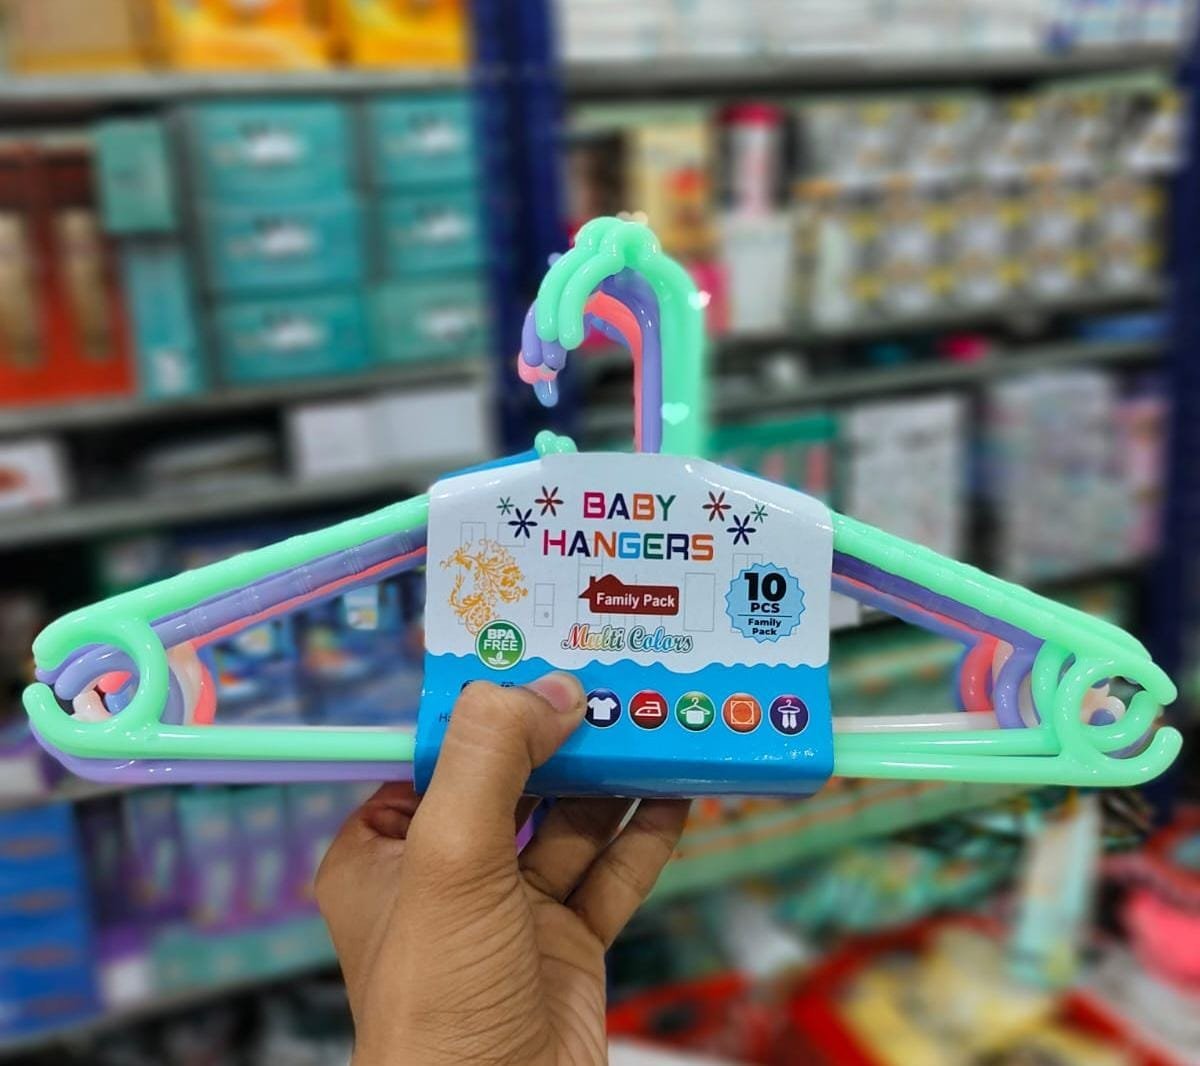 BABY
HANGERS
Family Pack
10
PCS
Family
Pack
BPA
FREE
Multi Colors